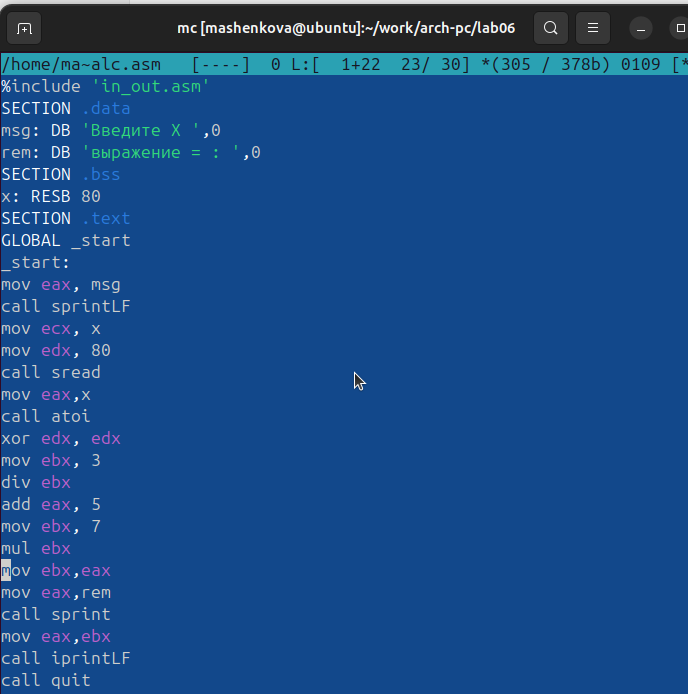 mc [mashenkova@ubuntu]:~/work/arch-pc/lab06
/home/ma~alc.asm   [----]  0 L:[  1+22  23/ 30] *(305 / 378b) 0109 [*
%include 'in_out.asm'
SECTION .data
msg: DB 'Введите X ',0
rem: DB 'выражение = : ',0
SECTION .bss
x: RESB 80
SECTION .text
GLOBAL _start
_start:
mov eax, msg
call sprintLF
mov ecx, x
mov edx, 80
call sread
mov eax,x
call atoi
xor edx, edx
mov ebx, 3
div ebx
add eax, 5
mov ebx, 7
mul ebx
mov ebx,eax
mov eax,rem
call sprint
mov eax,ebx
call iprintLF
call quit